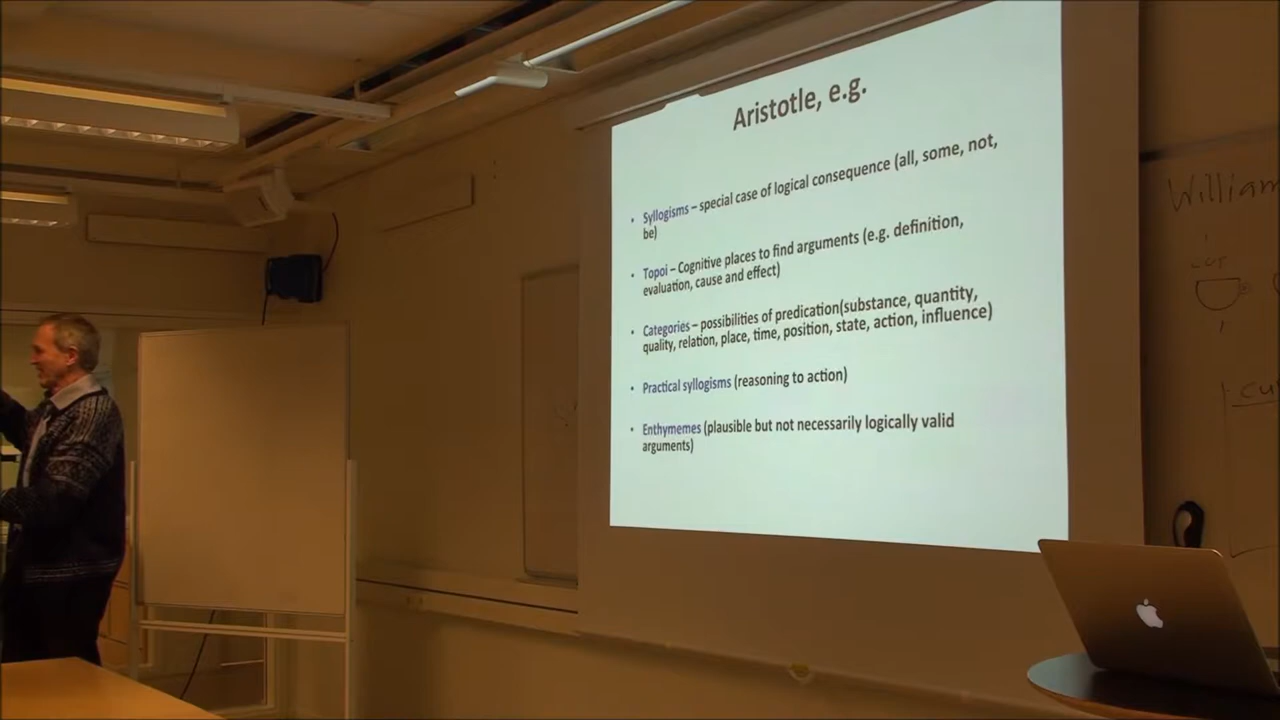 Aristotle, e.g.
• Syllogisms – special case of logical consequence (all, some, not,
be)
• Topoi – Cognitive places to find arguments (e.g. definition,
evaluation, cause and effect)
• Categories – possibilities of predication(substance, quantity,
quality, relation, place, time, position, state, action, influence)
• Practical syllogisms (reasoning to action)
• Enthymemes (plausible but not necessarily logically valid
arguments)
William